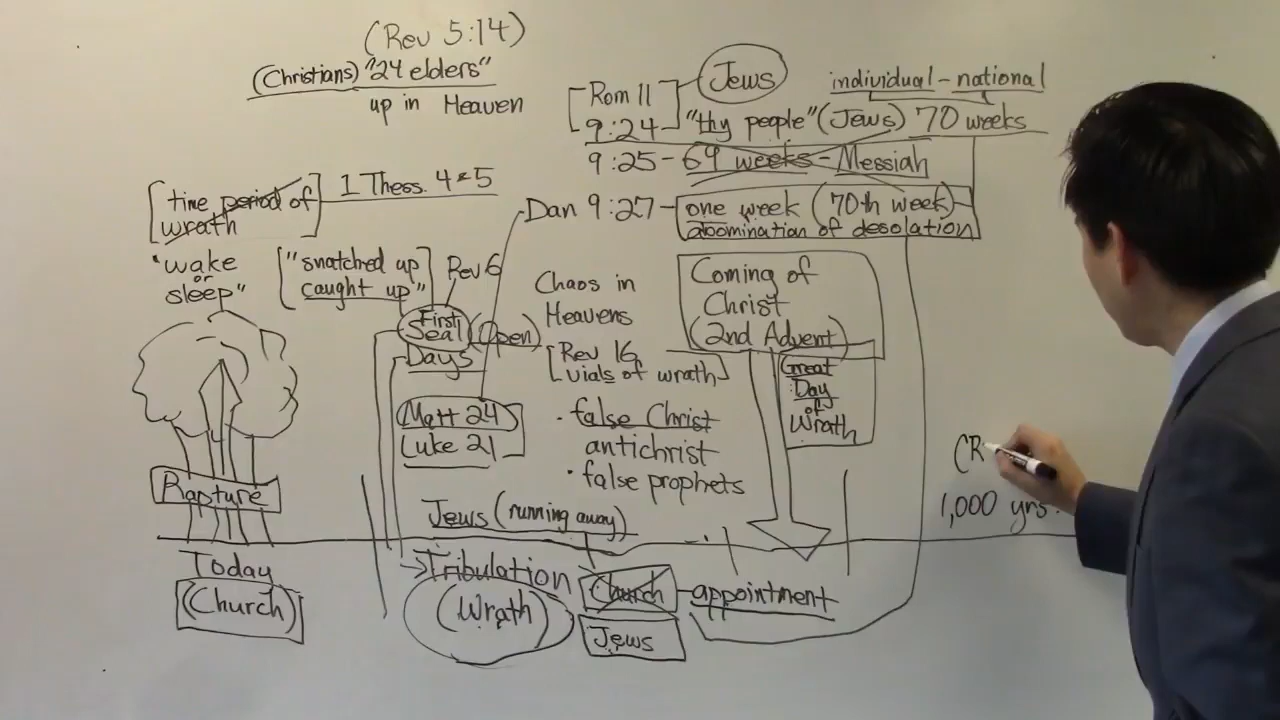 (Rev 5:14)
(Christians) "24 elders"
up in Heaven
Jews
individual - national
Rom 11
9:24 "thy people" (Jews) 70 weeks
9:25 - 69 weeks - Messiah
Dan 9:27 - one week (70th week)
abomination of desolation
time period of
wrath
1 Thess. 4 & 5
"wake
or
sleep"
"snatched up
caught up"
Rev 6
First
Seal (Open)
Days
Matt 24
Luke 21
Chaos in
Heavens
Rev 16
vials of wrath
· false Christ
antichrist
· false prophets
Coming of
Christ
(2nd Advent)
Great
Day
of
Wrath
(R
1,000 yrs.
Rapture
Jews (running away)
Today
(Church)
Tribulation
(Wrath)
Church - appointment
Jews